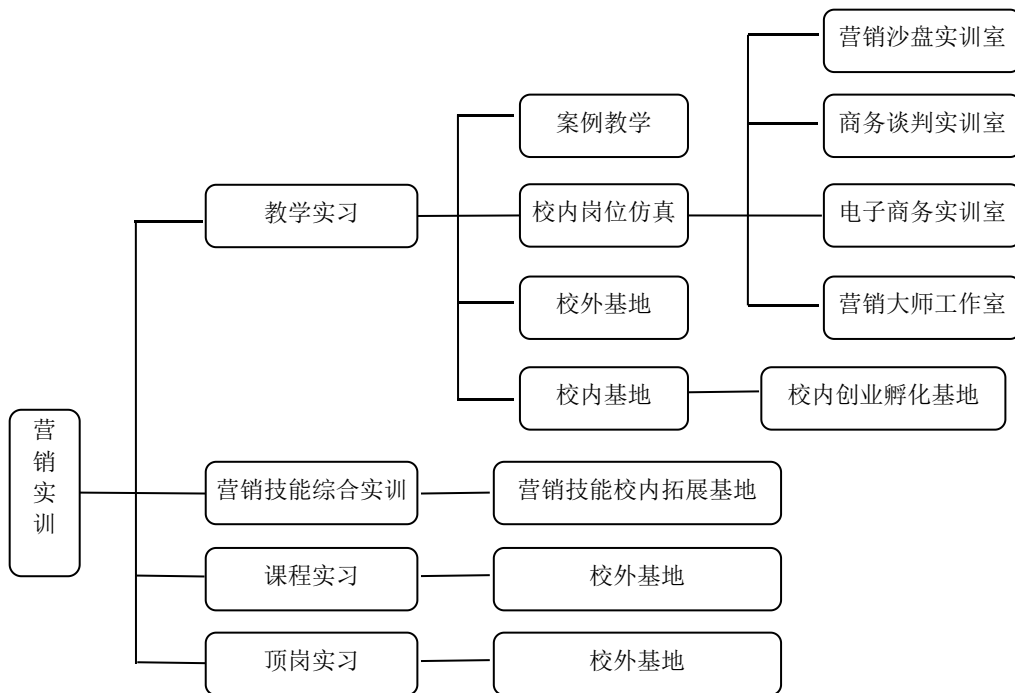 营销沙盘实训室
案例教学
商务谈判实训室
教学实习
校内岗位仿真
电子商务实训室
校外基地
营销大师工作室
校内基地
校内创业孵化基地
营
销
实
训
营销技能综合实训
营销技能校内拓展基地
课程实习
校外基地
顶岗实习
校外基地